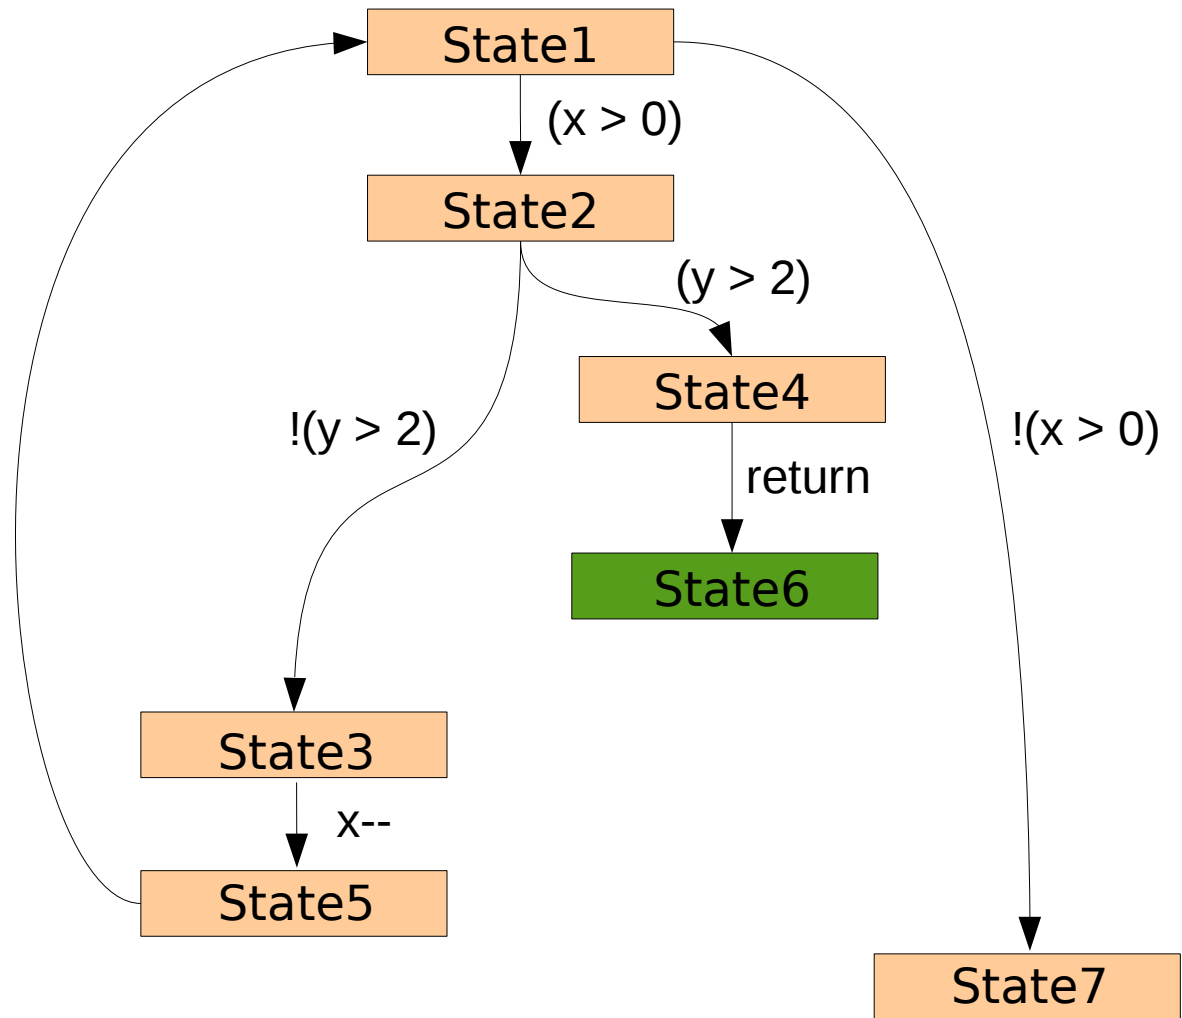 State1
(x > 0)
State2
(y > 2)
State4
!(y > 2)
!(x > 0)
return
State6
State3
x--
State5
State7